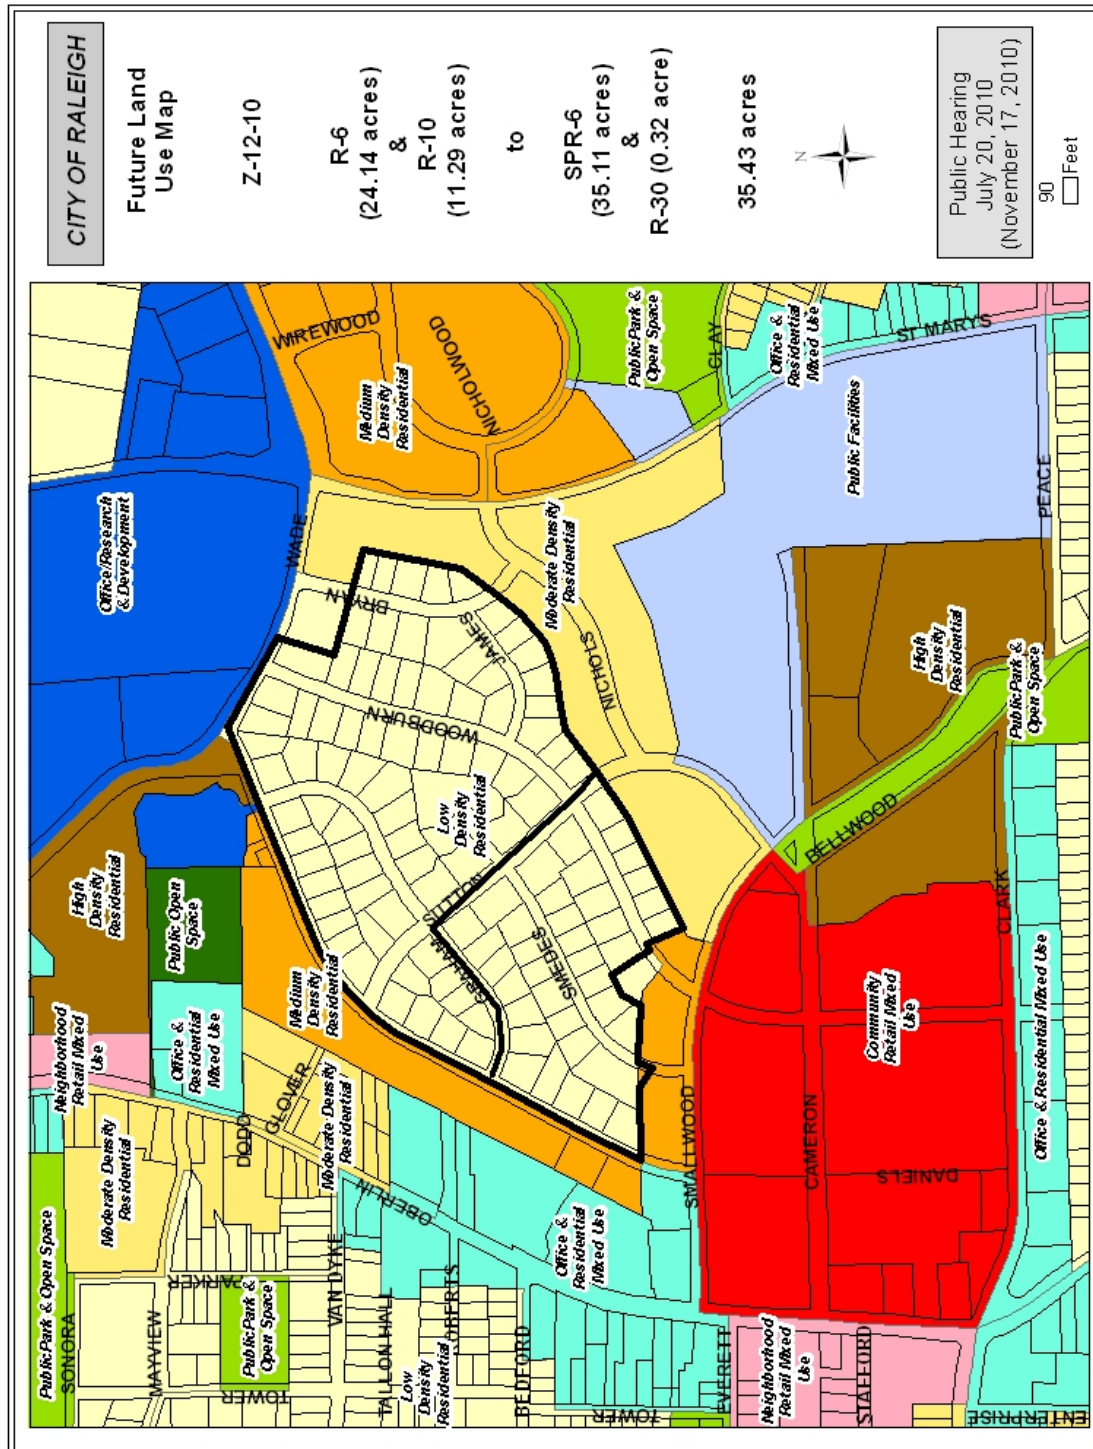 CITY OF RALEIGH
Future Land
Use Map
Z-12-10
R-6
(24.14 acres)
&
R-10
(11.29 acres)
to
SPR-6
(35.11 acres)
&
R-30 (0.32 acre)
35.43 acres
N
Public Hearing
July 20, 2010
(November 17, 2010)
90
Feet
Public Park & Open Space
SONORA
Moderate Density
Residential
MAYVIEW
PARKER
Public Park &
Open Space
TOWER
VAN DYKE
TALLON HALL
Low
Density
Residential
BEDFORD
TOWER
EVERETT
Neighborhood
Retail Mixed
Use
STAFFORD
ENTERPRISE
Neighborhood
Retail Mixed
Use
Office &
Residential
Mixed Use
DODD
GLOVER
Moderate Density
Residential
OBERLIN
Office &
Residential
Mixed Use
High
Density
Residential
Public Open
Space
Medium
Density
Residential
GRAHAM
SUTTON
SMEDES
Low
Density
Residential
WOODBURN
JAMES
BRYAN
WADE
Office/Research
& Development
WIREWOOD
Medium
Density
Residential
NICHOLWOOD
Moderate Density
Residential
NICHOLS
Public Park &
Open Space
CLAY
Office &
Residential
Mixed Use
ST MARYS
Public Facilities
PEACE
High
Density
Residential
Public Park &
Open Space
BELLWOOD
CLARK
Community
Retail Mixed
Use
SMALLWOOD
CAMERON
DANIELS
Office & Residential Mixed Use